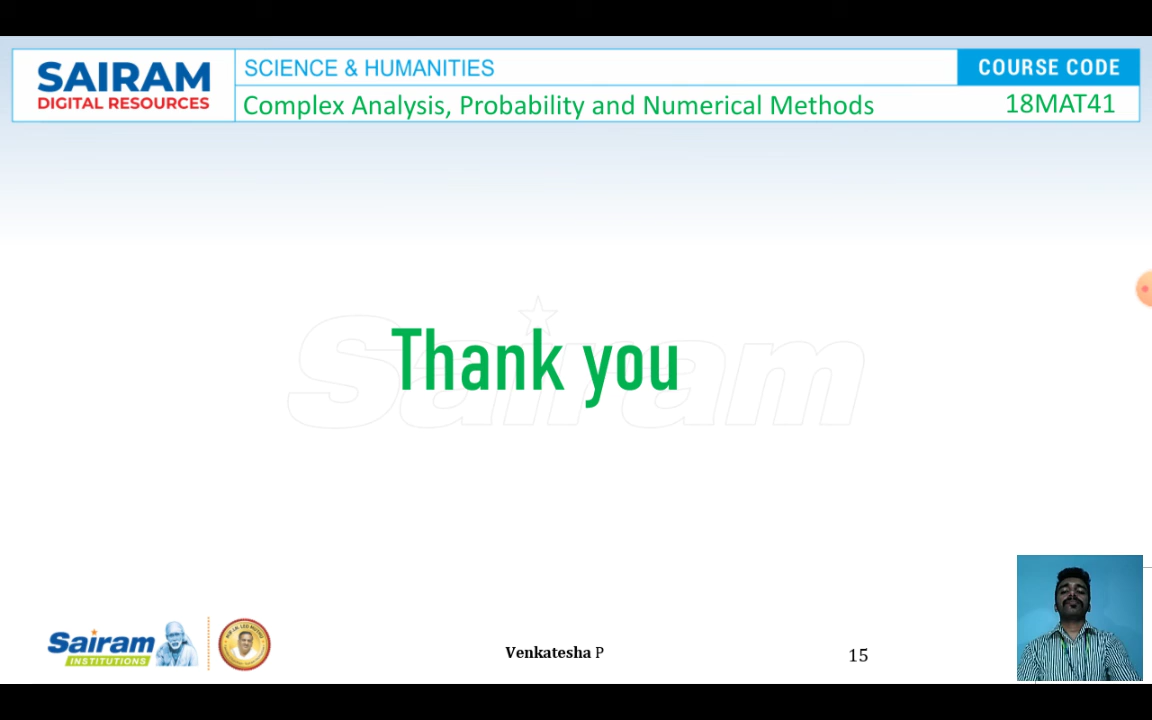 SAIRAM
DIGITAL RESOURCES
SCIENCE & HUMANITIES
COURSE CODE
Complex Analysis, Probability and Numerical Methods
18MAT41
Sairam
Thank you
Sairam
INSTITUTIONS
Venkatesha P
15